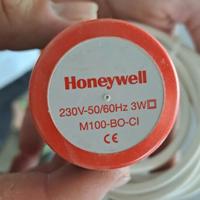 Honeywell
230V-50/60Hz 3W
M100-BO-CI
CE